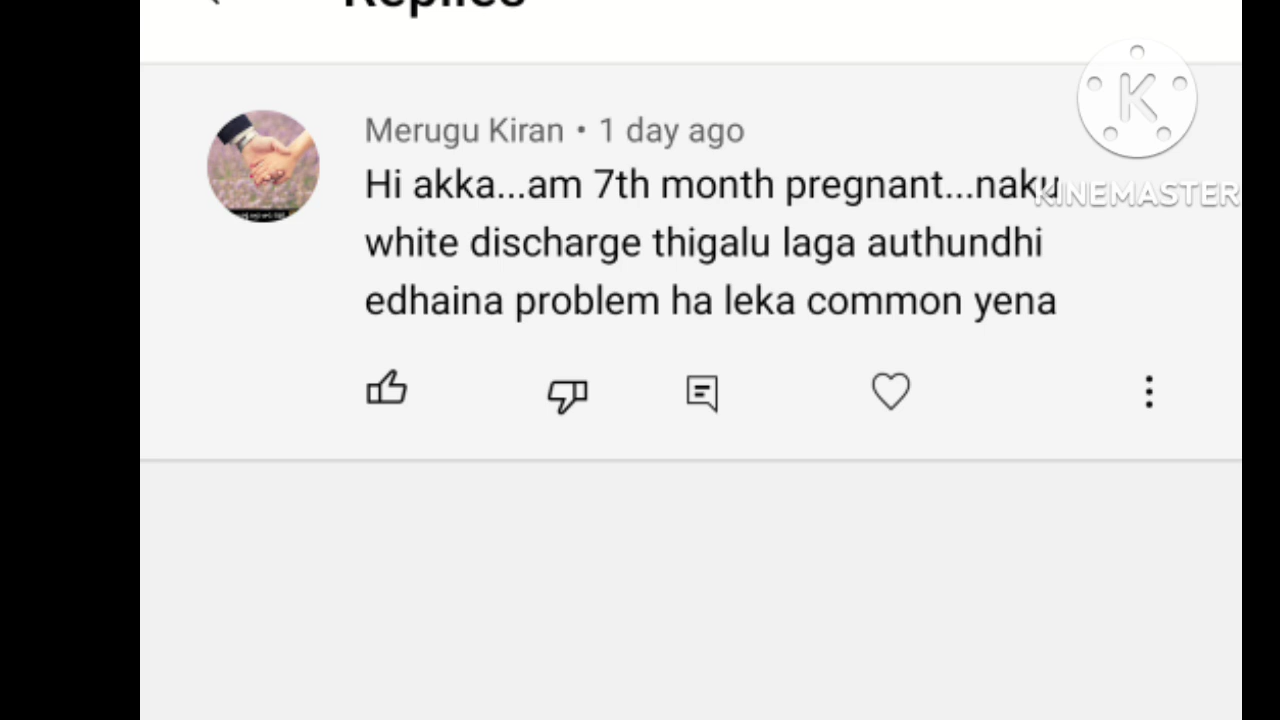 Replies
Merugu Kiran • 1 day ago
Hi akka...am 7th month pregnant...naku
white discharge thigalu laga authundhi
edhaina problem ha leka common yena
K
KINEMASTER